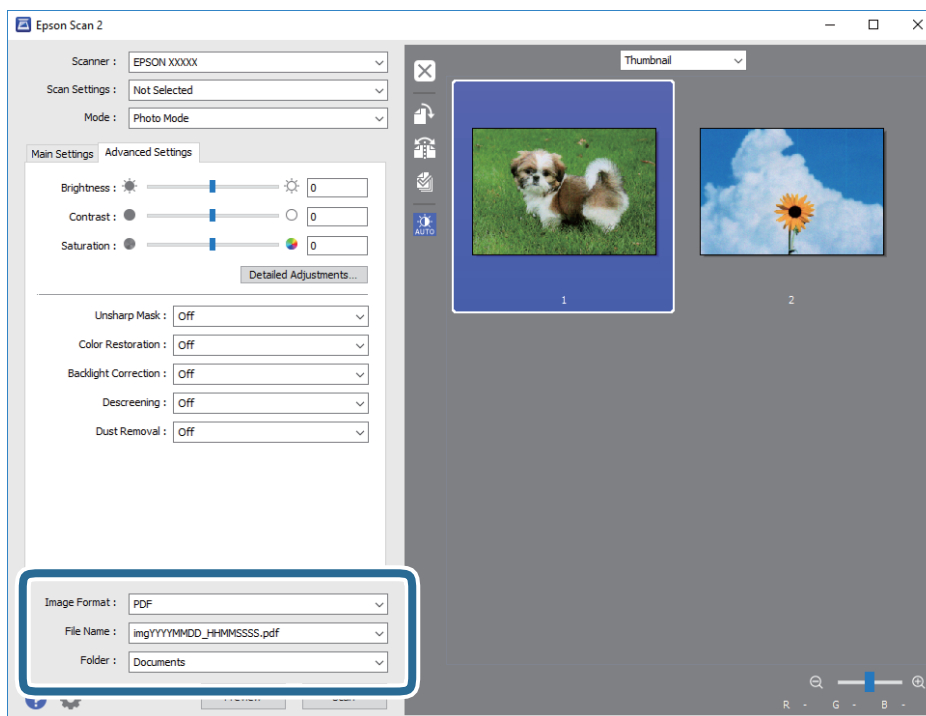 Epson Scan 2
Scanner : EPSON XXXXX
Scan Settings : Not Selected
Mode : Photo Mode
Main Settings Advanced Settings
Brightness : 0
Contrast : 0
Saturation : 0
Detailed Adjustments...
Unsharp Mask : Off
Color Restoration : Off
Backlight Correction : Off
Descreening : Off
Dust Removal : Off
Image Format : PDF
File Name : imgYYYYMMDD_HHMMSSSS.pdf
Folder : Documents
Thumbnail
AUTO
1
2
R - G - B -